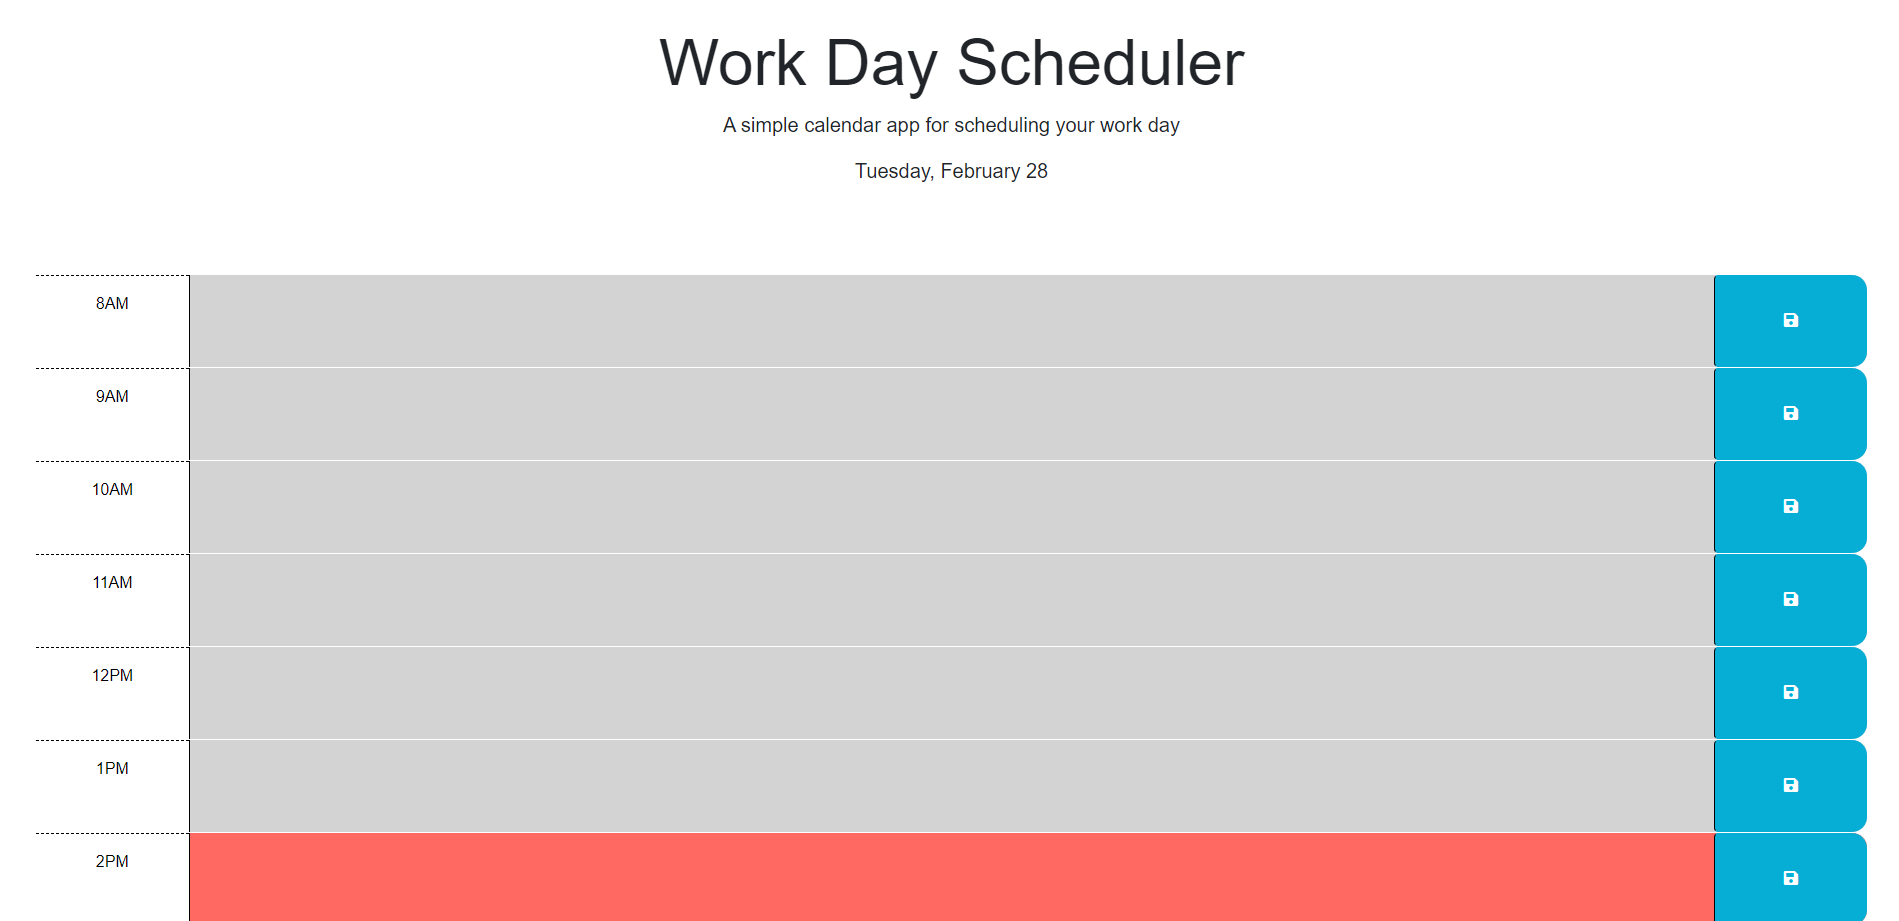 Work Day Scheduler
A simple calendar app for scheduling your work day
Tuesday, February 28
8AM
9AM
10AM
11AM
12PM
1PM
2PM